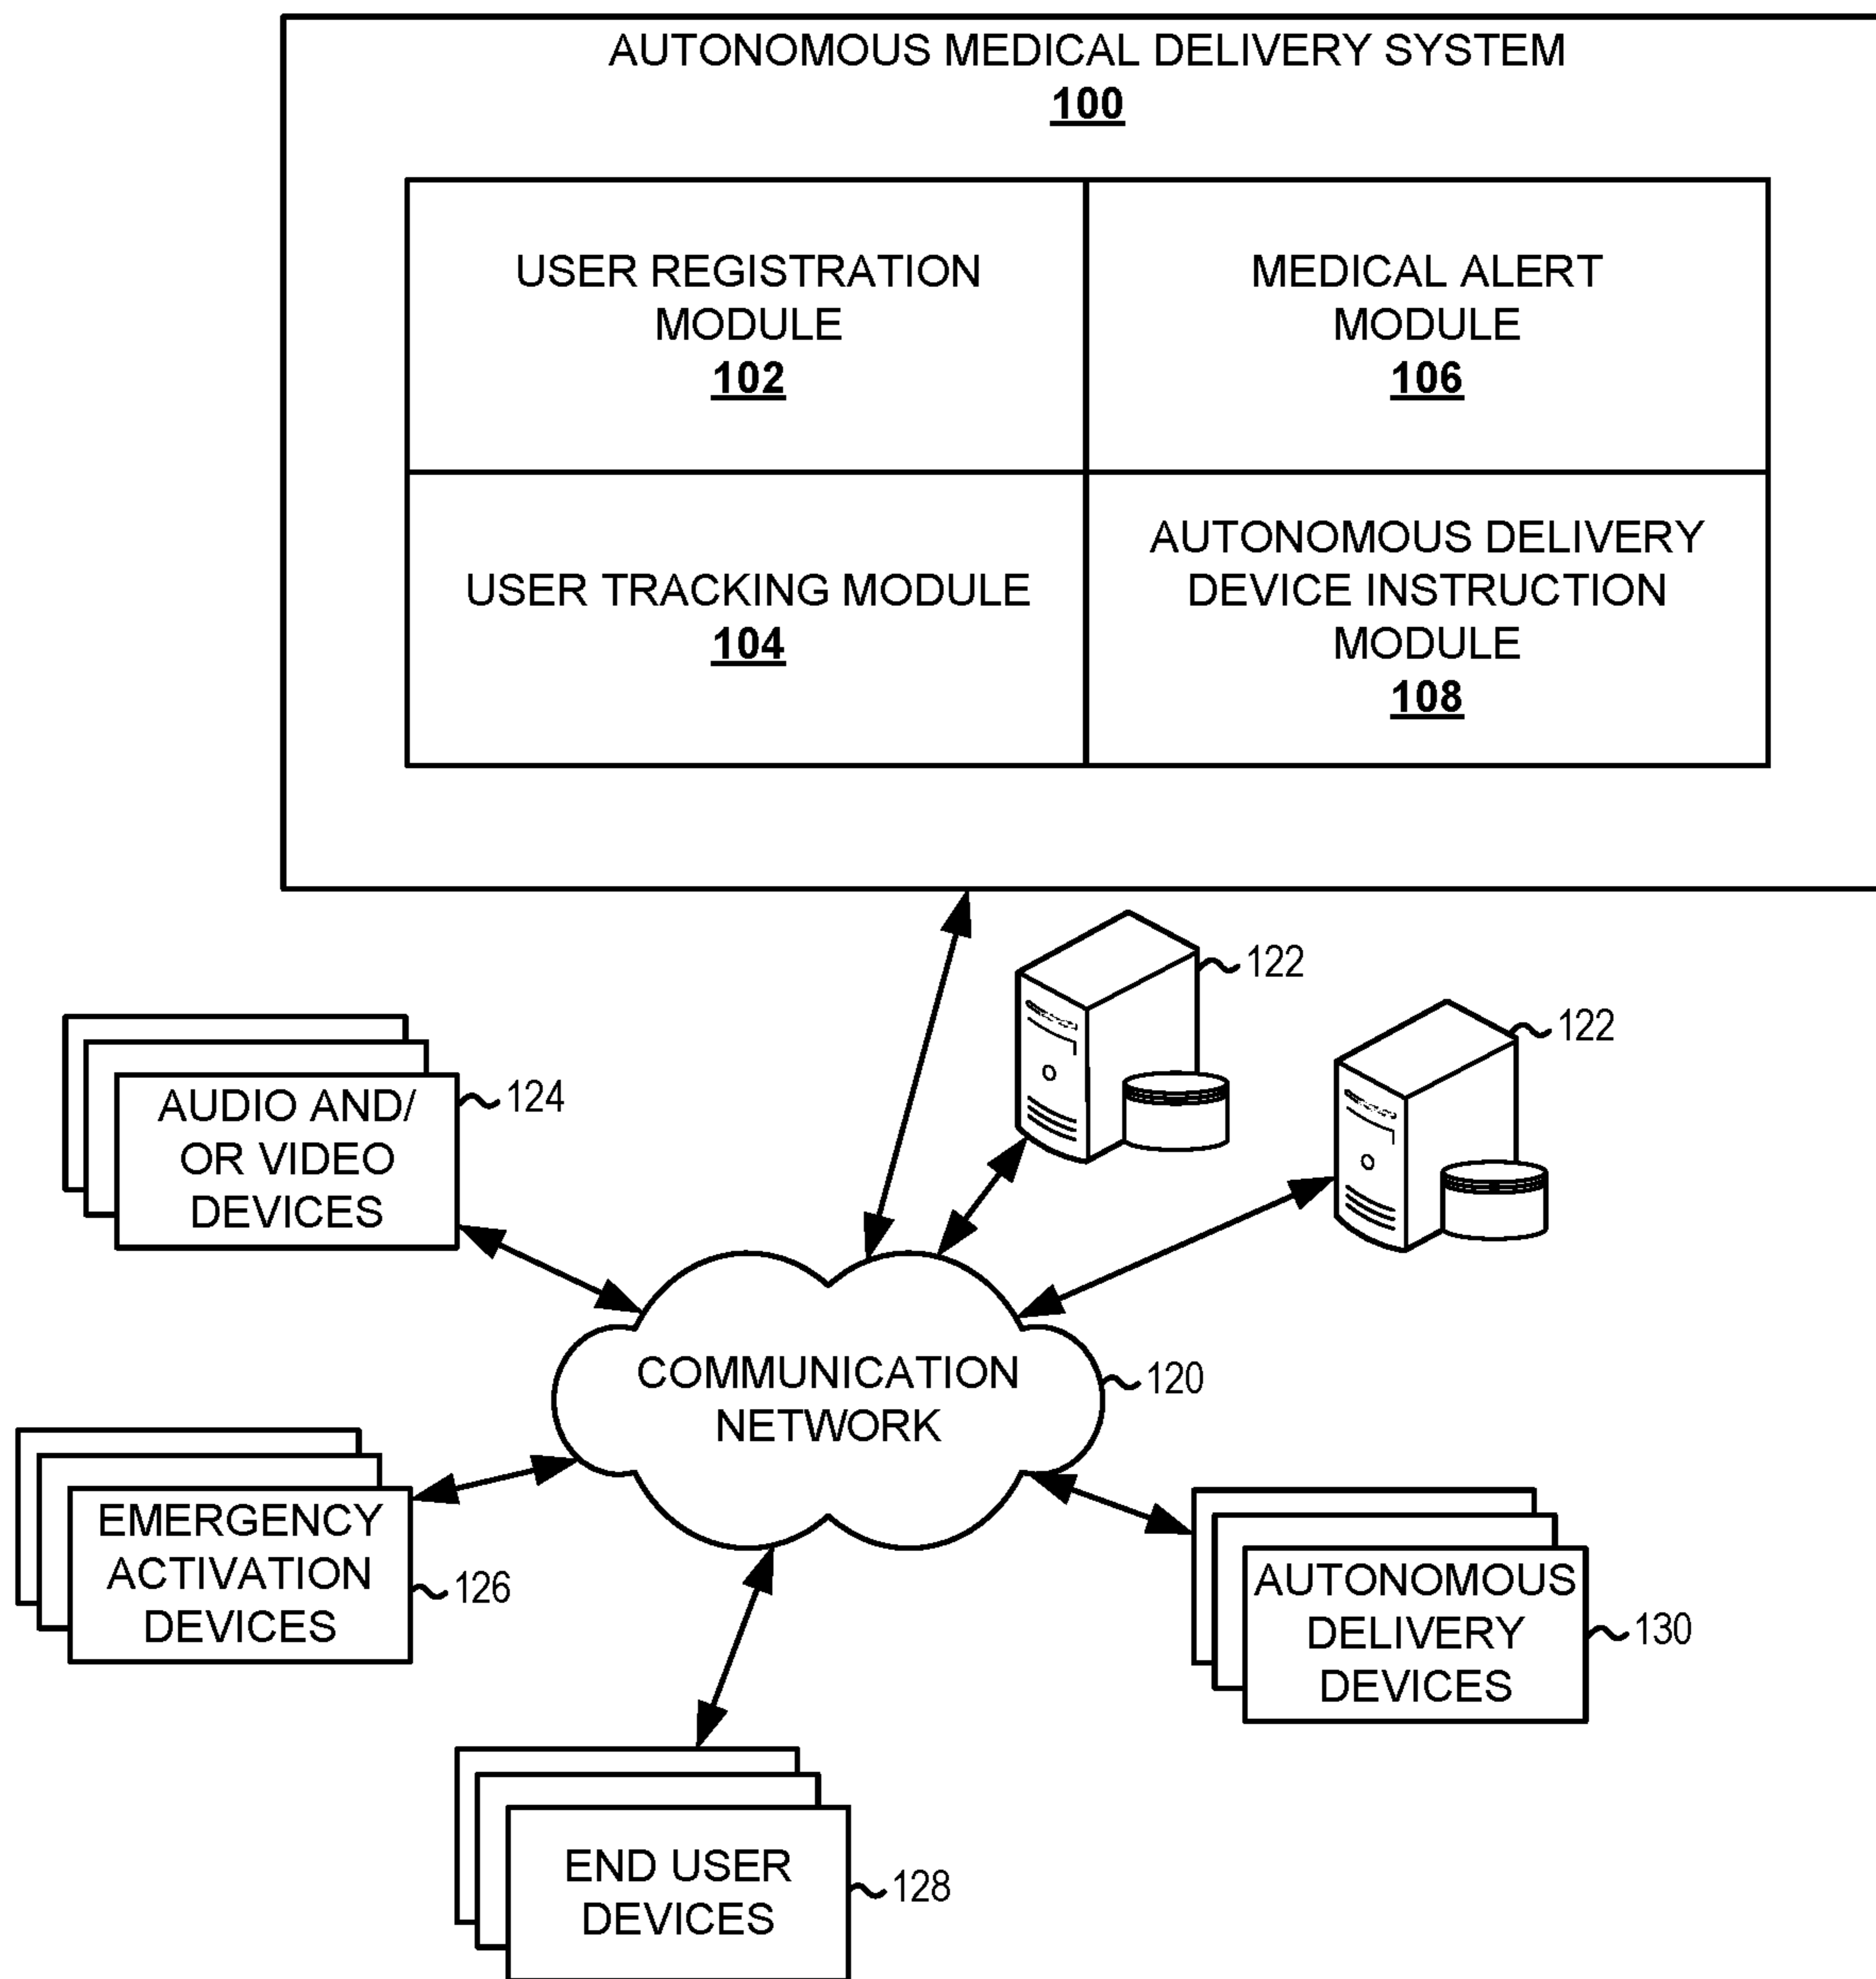 AUTONOMOUS MEDICAL DELIVERY SYSTEM
100
USER REGISTRATION
MODULE
102
MEDICAL ALERT
MODULE
106
USER TRACKING MODULE
104
AUTONOMOUS DELIVERY
DEVICE INSTRUCTION
MODULE
108
122
122
AUDIO AND/
OR VIDEO
DEVICES
124
COMMUNICATION
NETWORK
120
EMERGENCY
ACTIVATION
DEVICES
126
AUTONOMOUS
DELIVERY
DEVICES
130
END USER
DEVICES
128